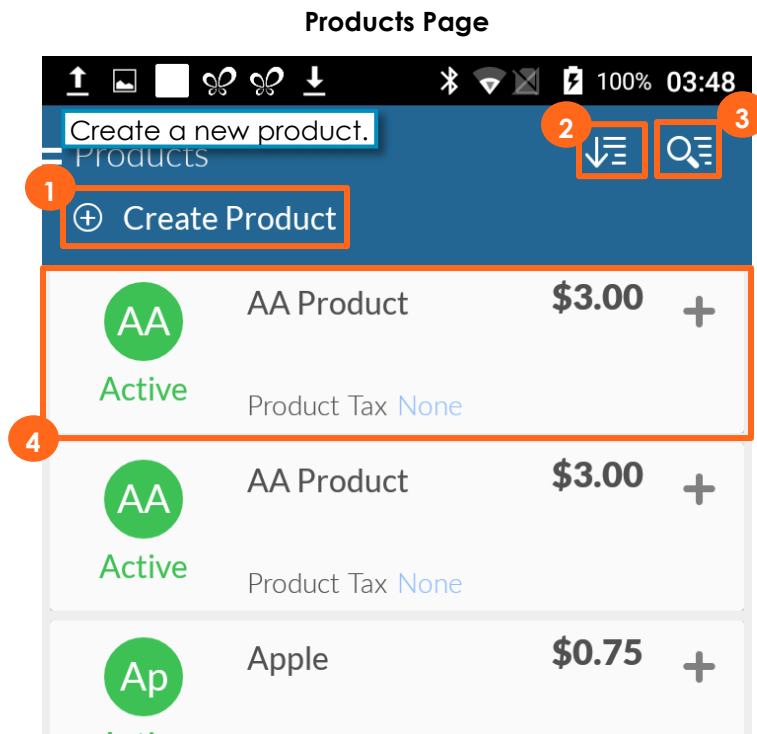 Products Page
100% 03:48
Create a new product.
2
3
Products
1
Create Product
AA
AA Product
$3.00
Active
Product Tax None
4
AA
AA Product
$3.00
Active
Product Tax None
Ap
Apple
$0.75